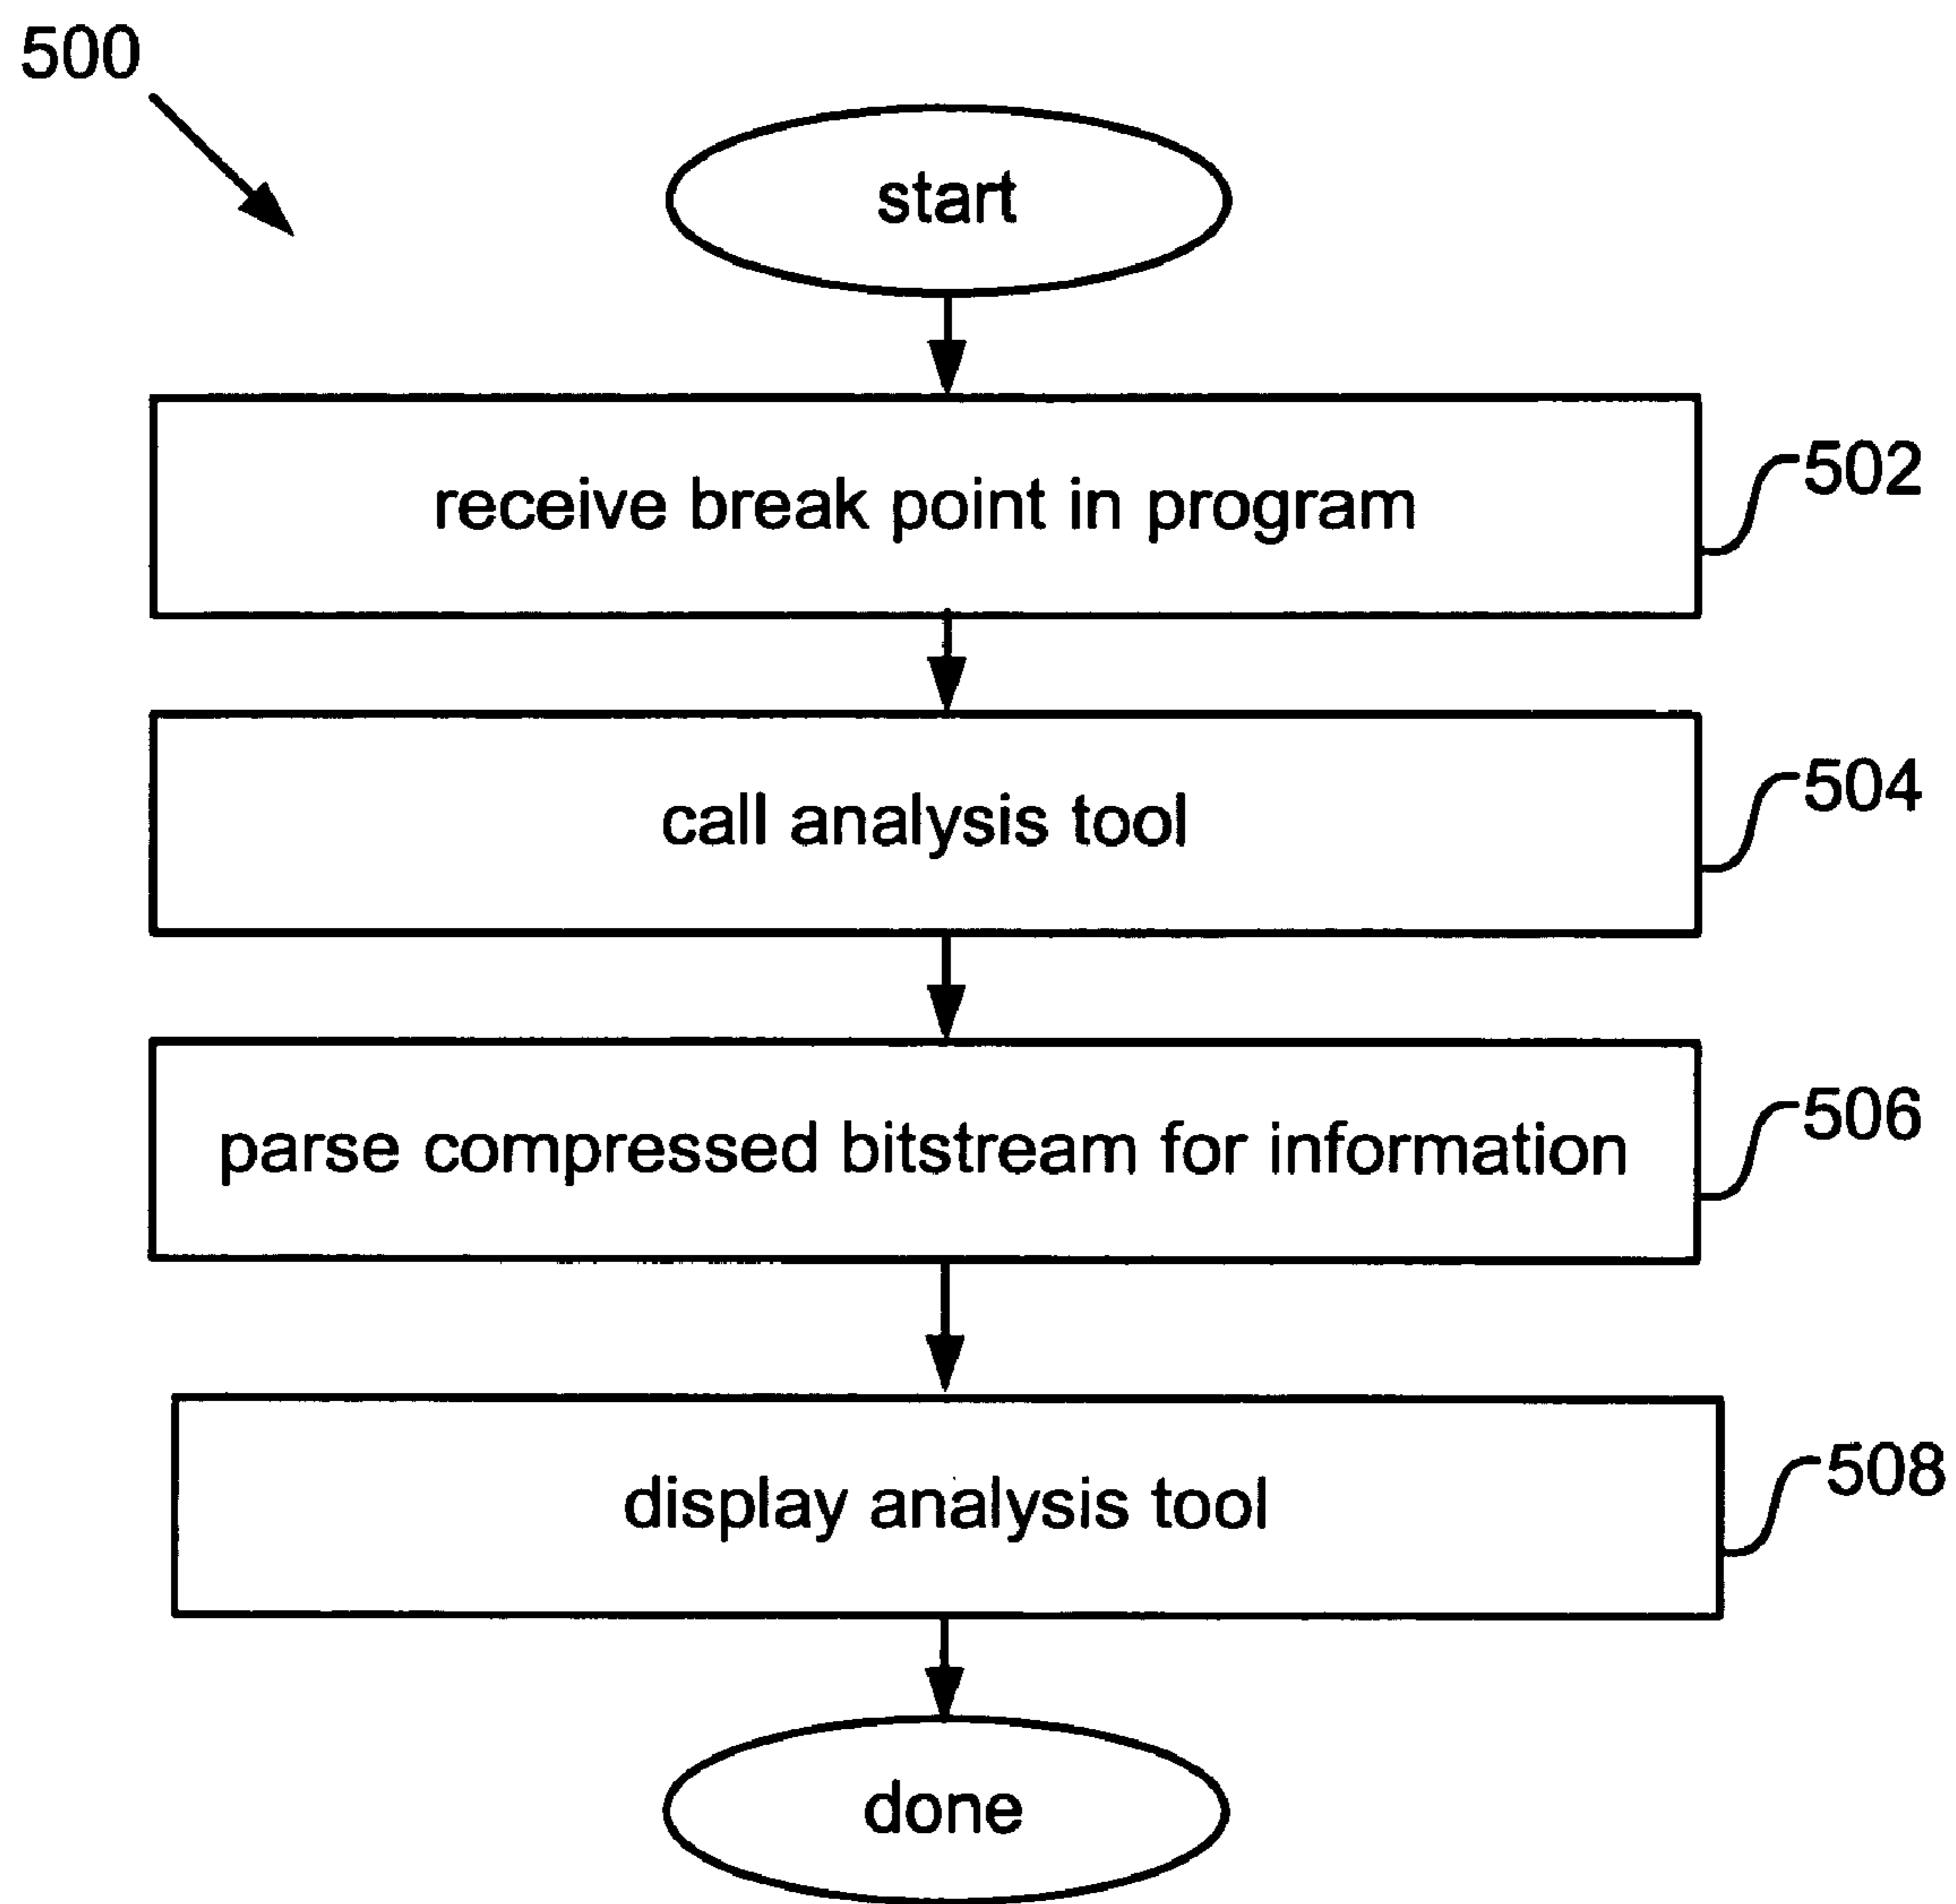 500
start
receive break point in program
502
call analysis tool
504
parse compressed bitstream for information
506
display analysis tool
508
done